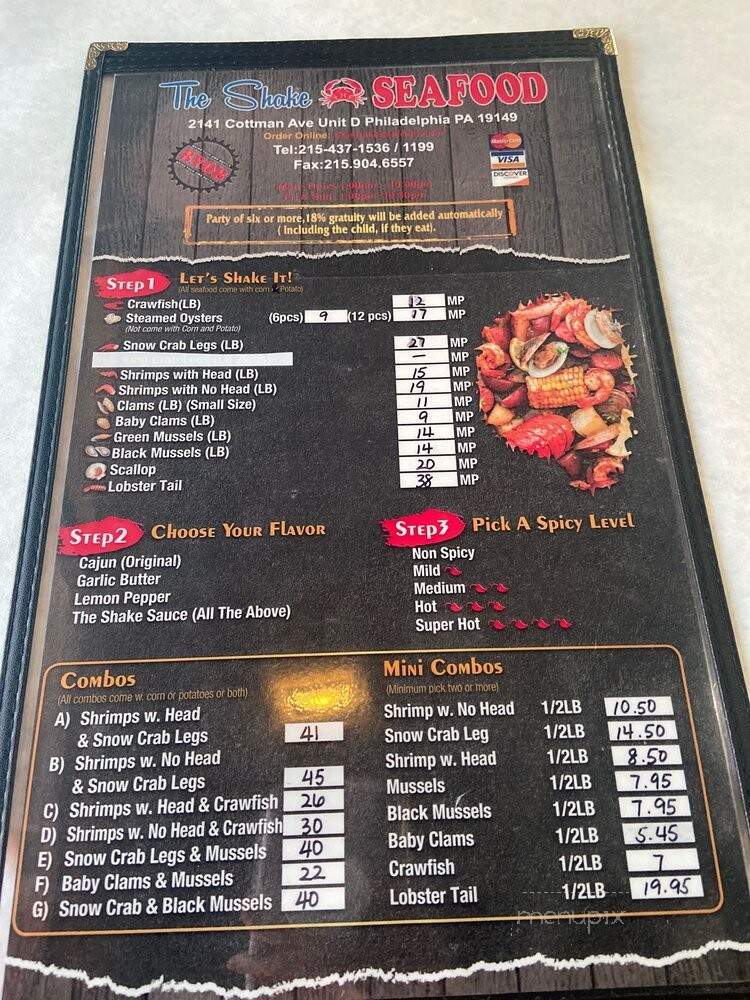 The Shake SEAFOOD
2141 Cottman Ave Unit D Philadelphia PA 19149
Order Online:
Tel:215-437-1536 / 1199
Fax:215.904.6557
BYOB
MasterCard
VISA
DISCOVER
Party of six or more,18% gratuity will be added automatically
( including the child, if they eat).
STEP1 LET'S SHAKE IT!
(All seafood come with corn Potato)
Crawfish(LB) 12 MP
Steamed Oysters (6pcs) 9 (12 pcs) 17 MP
(Not come with Corn and Potato)
Snow Crab Legs (LB) 27 MP
— MP
Shrimps with Head (LB) 15 MP
Shrimps with No Head (LB) 19 MP
Clams (LB) (Small Size) 11 MP
Baby Clams (LB) 9 MP
Green Mussels (LB) 14 MP
Black Mussels (LB) 14 MP
Scallop 20 MP
Lobster Tail 38 MP
STEP2 CHOOSE YOUR FLAVOR
Cajun (Original)
Garlic Butter
Lemon Pepper
The Shake Sauce (All The Above)
STEP3 PICK A SPICY LEVEL
Non Spicy
Mild
Medium
Hot
Super Hot
COMBOS
(All combos come w. corn or potatoes or both)
A) Shrimps w. Head
& Snow Crab Legs 41
B) Shrimps w. No Head
& Snow Crab Legs 45
C) Shrimps w. Head & Crawfish 26
D) Shrimps w. No Head & Crawfish 30
E) Snow Crab Legs & Mussels 40
F) Baby Clams & Mussels 22
G) Snow Crab & Black Mussels 40
MINI COMBOS
(Minimum pick two or more)
Shrimp w. No Head 1/2LB 10.50
Snow Crab Leg 1/2LB 14.50
Shrimp w. Head 1/2LB 8.50
Mussels 1/2LB 7.95
Black Mussels 1/2LB 7.95
Baby Clams 1/2LB 5.45
Crawfish 1/2LB 7
Lobster Tail 1/2LB 19.95
menupix